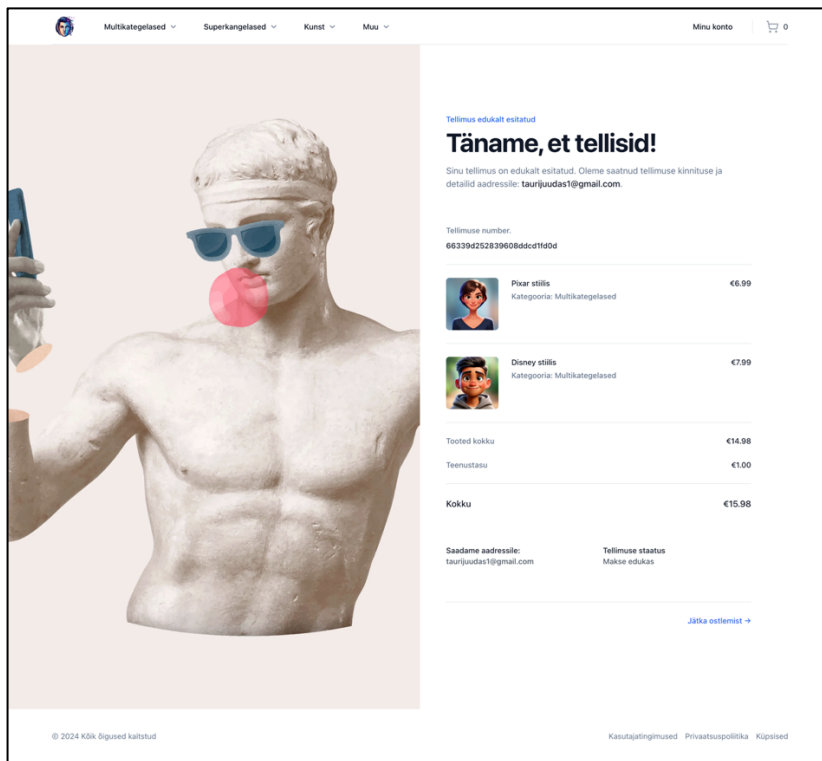 Multikategelased Superkangelased Kunst Muu Minu konto 0
Tellimus edukalt esitatud
Täname, et tellisid!
Sinu tellimus on edukalt esitatud. Oleme saatnud tellimuse kinnituse ja
detailid aadressile: taurijuudas1@gmail.com.
Tellimuse number.
66339d252839608ddcd1fd0d
Pixar stiilis €6.99
Kategooria: Multikategelased
Disney stiilis €7.99
Kategooria: Multikategelased
Tooted kokku €14.98
Teenustasu €1.00
Kokku €15.98
Saadame aadressile: Tellimuse staatus
taurijuudas1@gmail.com Makse edukas
Jätka ostlemist →
© 2024 Kõik õigused kaitstud Kasutajatingimused Privaatsuspoliitika Küpsised